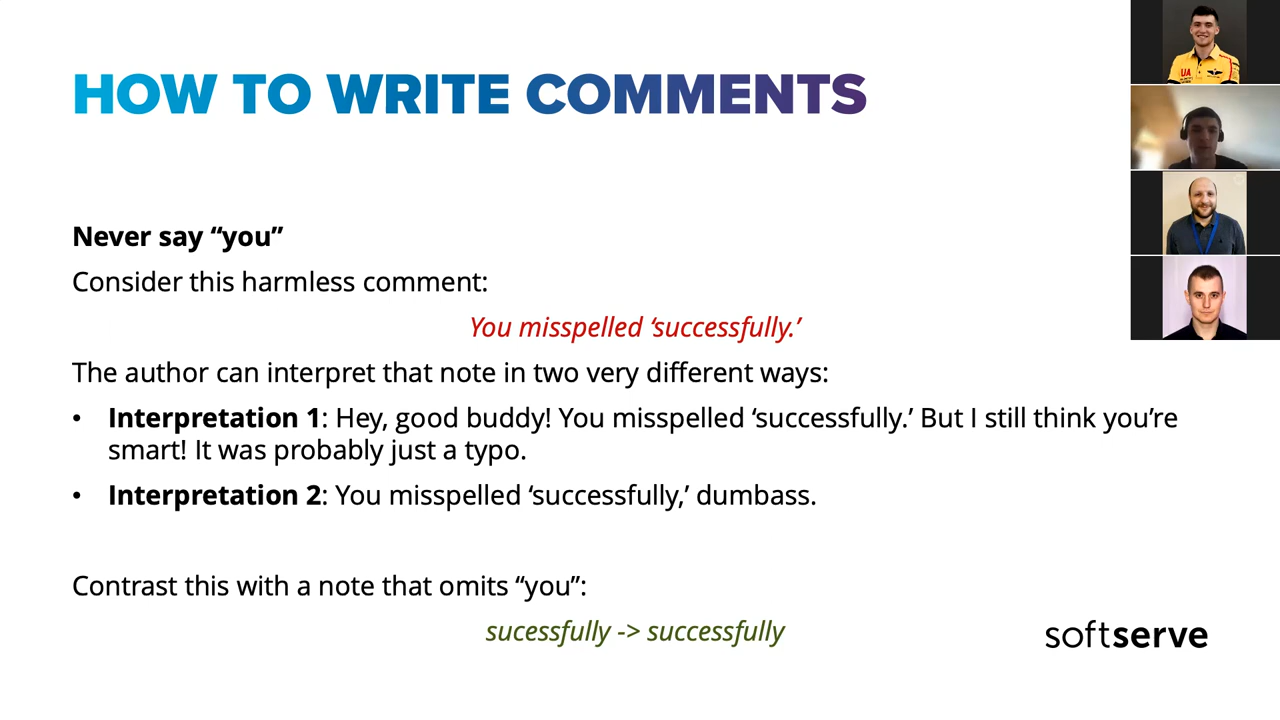 HOW TO WRITE COMMENTS
Never say “you”
Consider this harmless comment:
You misspelled ‘successfully.’
The author can interpret that note in two very different ways:
• Interpretation 1: Hey, good buddy! You misspelled ‘successfully.’ But I still think you’re
smart! It was probably just a typo.
• Interpretation 2: You misspelled ‘successfully,’ dumbass.
Contrast this with a note that omits “you”:
sucessfully -> successfully
softserve
UA